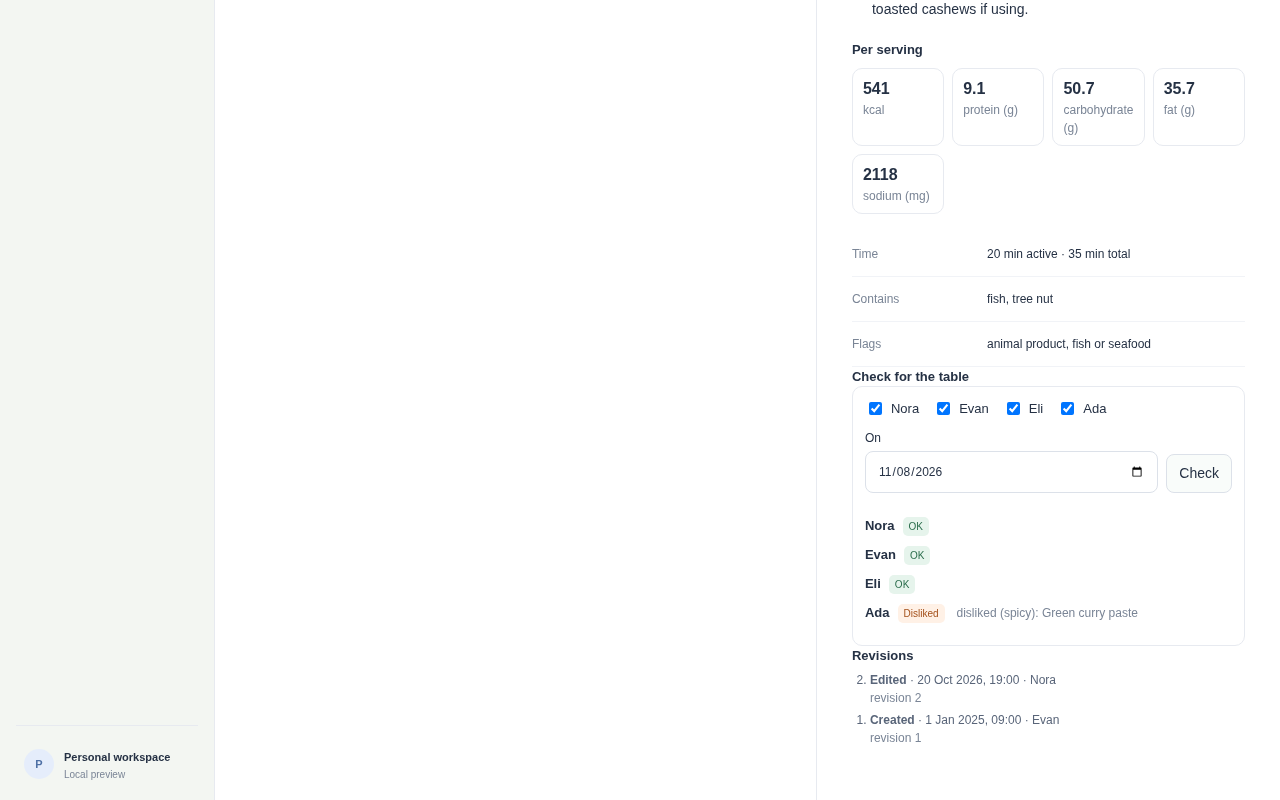 toasted cashews if using.
Per serving
541
kcal
9.1
protein (g)
50.7
carbohydrate
(g)
35.7
fat (g)
2118
sodium (mg)
Time
20 min active · 35 min total
Contains
fish, tree nut
Flags
animal product, fish or seafood
Check for the table
Nora Evan Eli Ada
On
11/08/2026
Check
Nora OK
Evan OK
Eli OK
Ada Disliked disliked (spicy): Green curry paste
Revisions
2. Edited · 20 Oct 2026, 19:00 · Nora
revision 2
1. Created · 1 Jan 2025, 09:00 · Evan
revision 1
P
Personal workspace
Local preview